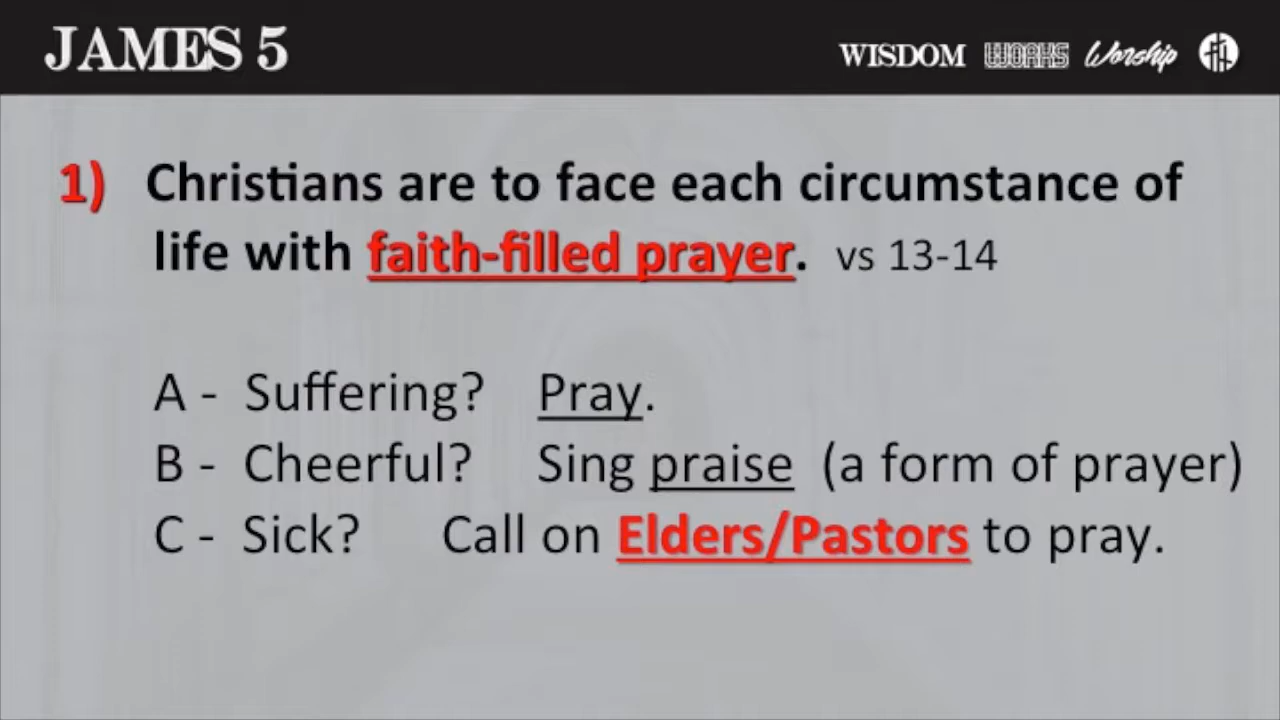 JAMES 5
WISDOM WORKS Worship
1) Christians are to face each circumstance of
life with faith-filled prayer. vs 13-14
A - Suffering? Pray.
B - Cheerful? Sing praise (a form of prayer)
C - Sick? Call on Elders/Pastors to pray.